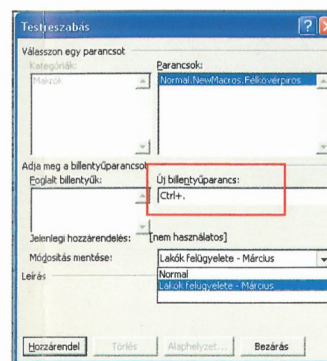 Testreszabás
Válasszon egy parancsot
Kategóriák:
Parancsok:
Makrók
Normal.NewMacros.Félkövérpiros
Adja meg a billentyűparancsot
Foglalt billentyűk:
Új billentyűparancs:
Ctrl+.
Jelenlegi hozzárendelés:
[nem használatos]
Módosítás mentése:
Lakók felügyelete - Március
Normal
Lakók felügyelete - Március
Leírás
Hozzárendel
Törlés
Alaphelyzet...
Bezárás